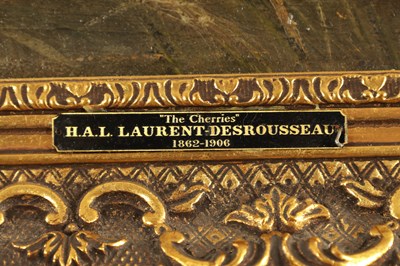 "The Cherries"
H.A.L. LAURENT-DESROUSSEAU
1862-1906